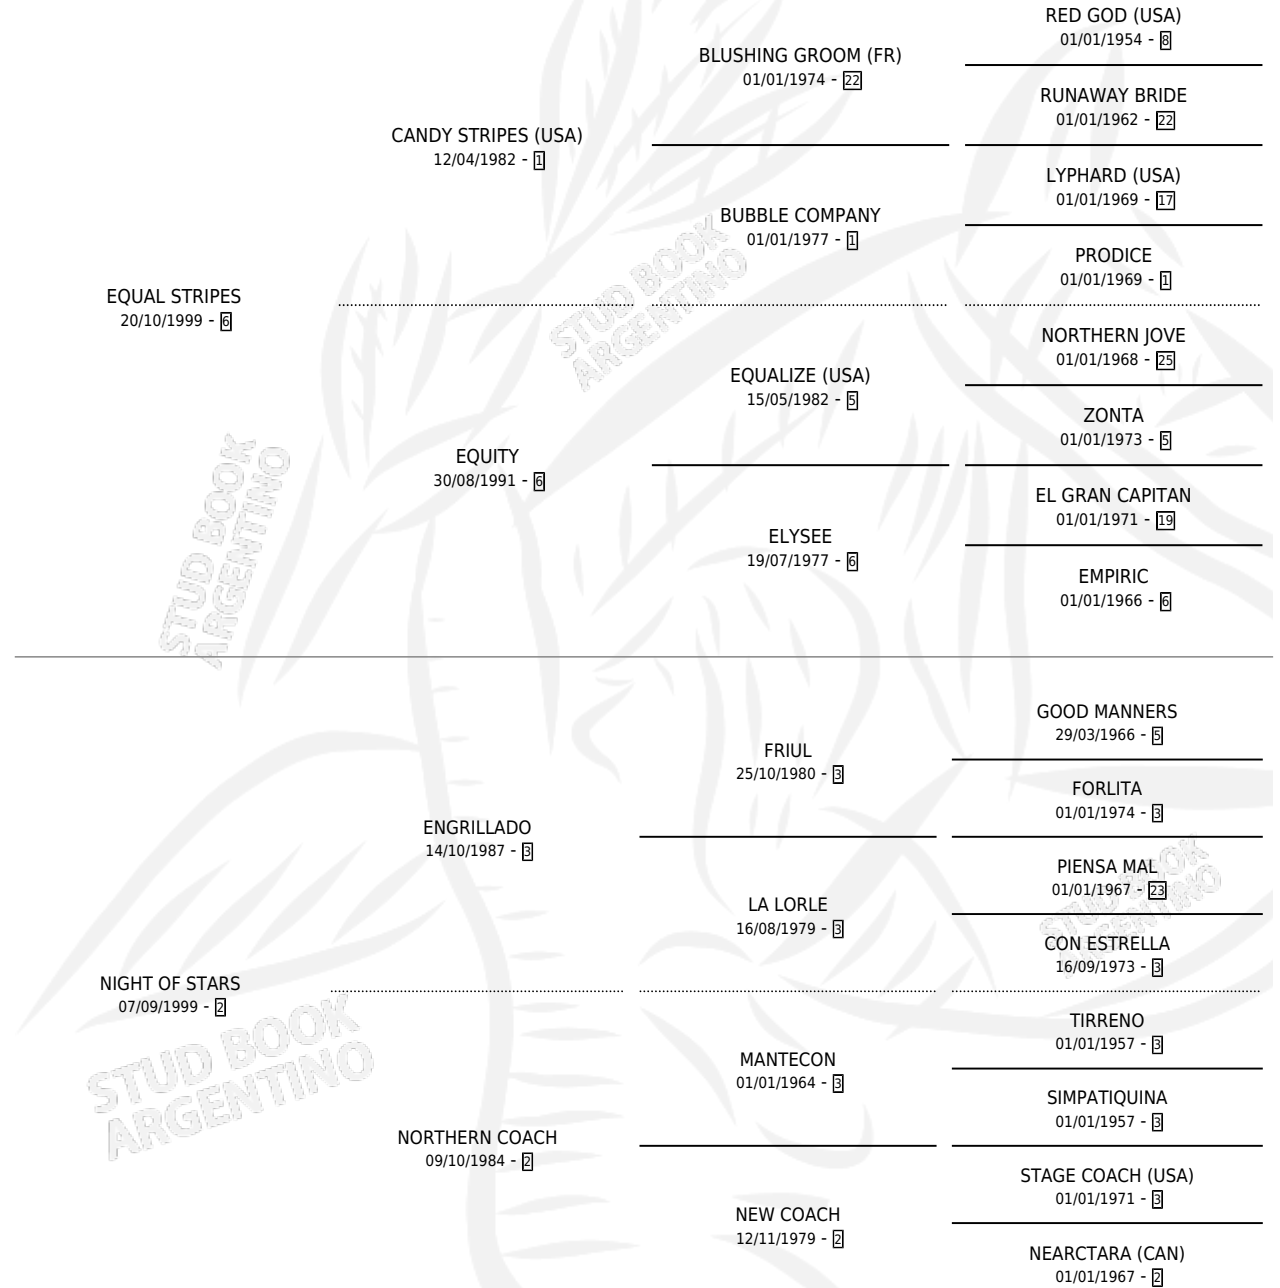 RED GOD (USA)
01/01/1954 - 8
BLUSHING GROOM (FR)
01/01/1974 - 22
RUNAWAY BRIDE
01/01/1962 - 22
CANDY STRIPES (USA)
12/04/1982 - 1
LYPHARD (USA)
01/01/1969 - 17
BUBBLE COMPANY
01/01/1977 - 1
PRODICE
01/01/1969 - 1
EQUAL STRIPES
20/10/1999 - 6
STUD BOOK
ARGENTINO
NORTHERN JOVE
01/01/1968 - 25
EQUALIZE (USA)
15/05/1982 - 5
ZONTA
01/01/1973 - 5
EQUITY
30/08/1991 - 6
STUD BOOK
ARGENTINO
EL GRAN CAPITAN
01/01/1971 - 19
ELYSEE
19/07/1977 - 6
EMPIRIC
01/01/1966 - 6
GOOD MANNERS
29/03/1966 - 5
FRIUL
25/10/1980 - 3
FORLITA
01/01/1974 - 3
ENGRILLADO
14/10/1987 - 3
PIENSA MAL
01/01/1967 - 23
LA LORLE
16/08/1979 - 3
STUD BOOK
ARGENTINO
CON ESTRELLA
16/09/1973 - 3
NIGHT OF STARS
07/09/1999 - 2
STUD BOOK
ARGENTINO
TIRRENO
01/01/1957 - 3
MANTECON
01/01/1964 - 3
SIMPATIQUINA
01/01/1957 - 3
NORTHERN COACH
09/10/1984 - 2
STAGE COACH (USA)
01/01/1971 - 3
NEW COACH
12/11/1979 - 2
NEARCTARA (CAN)
01/01/1967 - 2